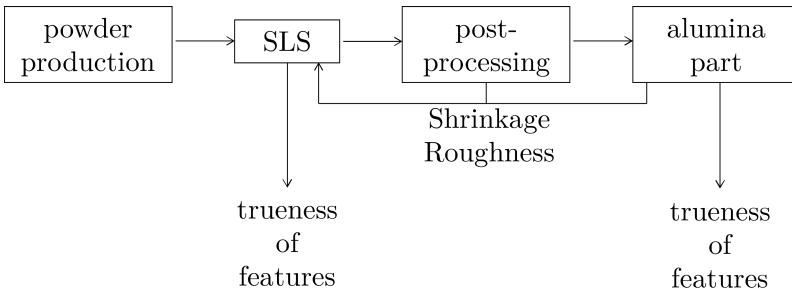 powder
production
SLS
post-
processing
alumina
part
Shrinkage
Roughness
trueness
of
features
trueness
of
features